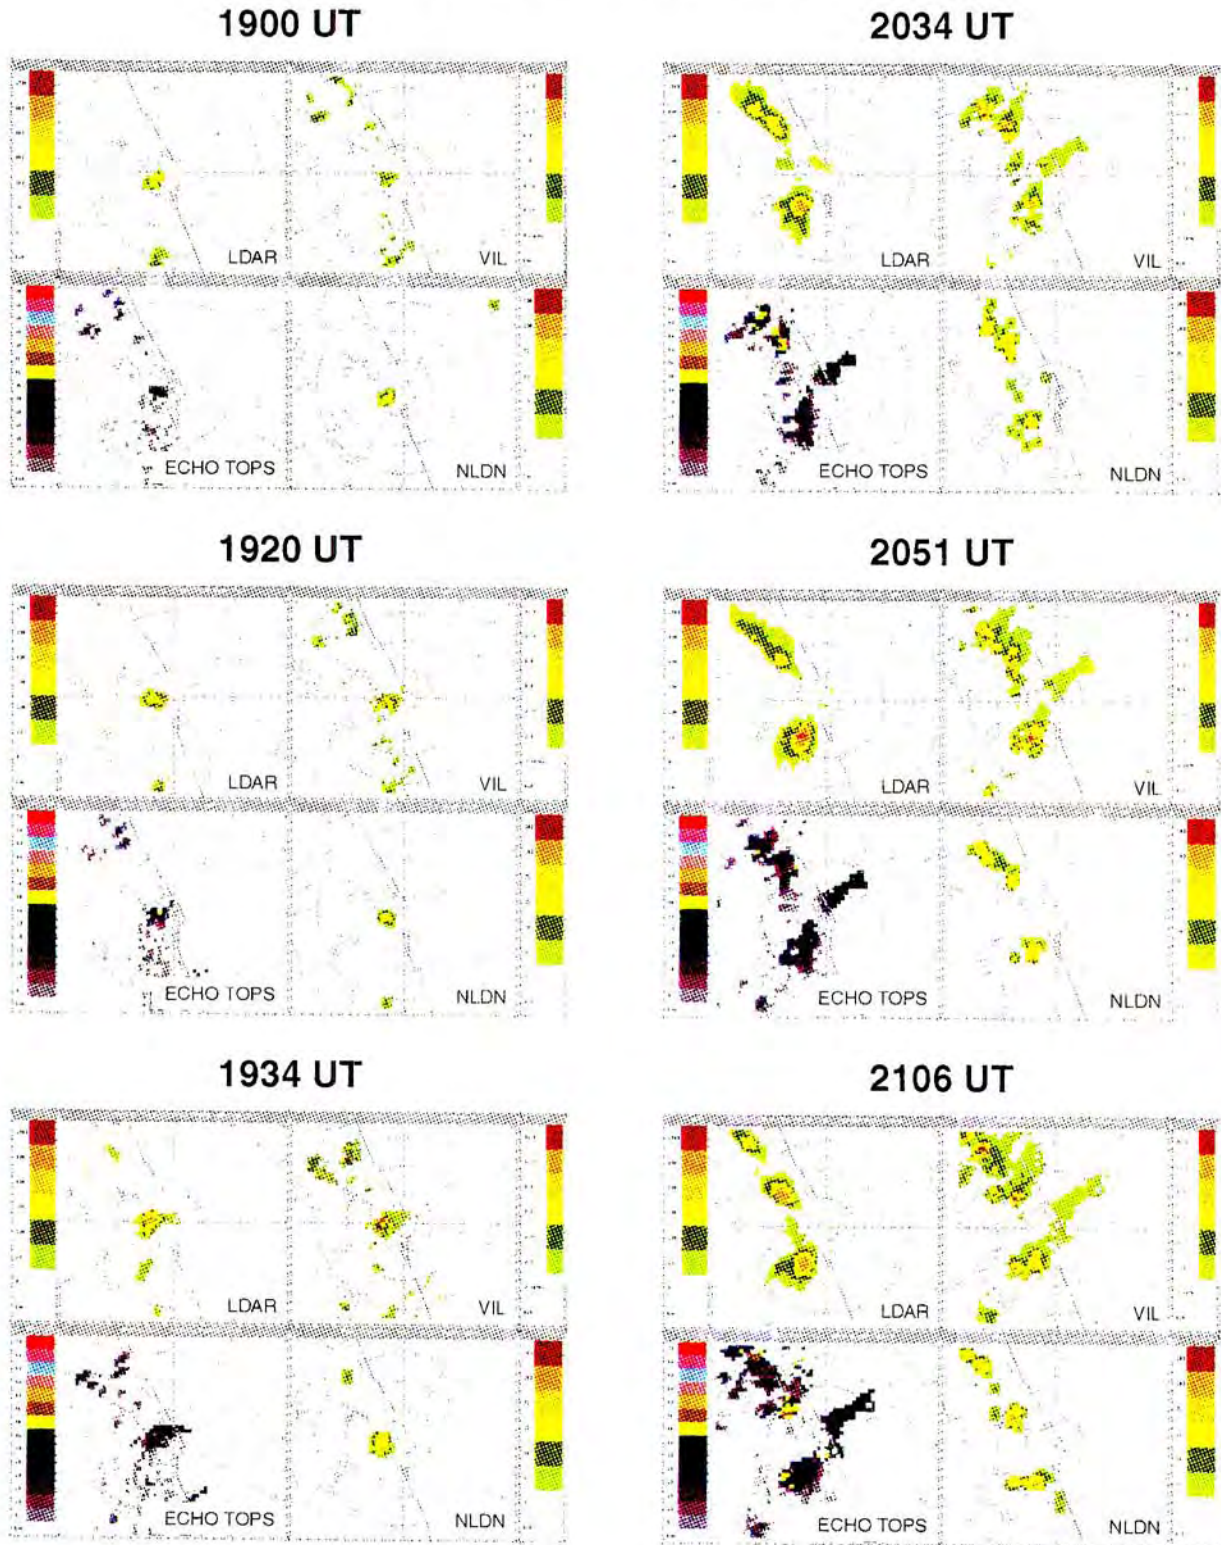 1900 UT
2034 UT
LDAR
VIL
LDAR
VIL
ECHO TOPS
NLDN
ECHO TOPS
NLDN
1920 UT
2051 UT
LDAR
VIL
LDAR
VIL
ECHO TOPS
NLDN
ECHO TOPS
NLDN
1934 UT
2106 UT
LDAR
VIL
LDAR
VIL
ECHO TOPS
NLDN
ECHO TOPS
NLDN